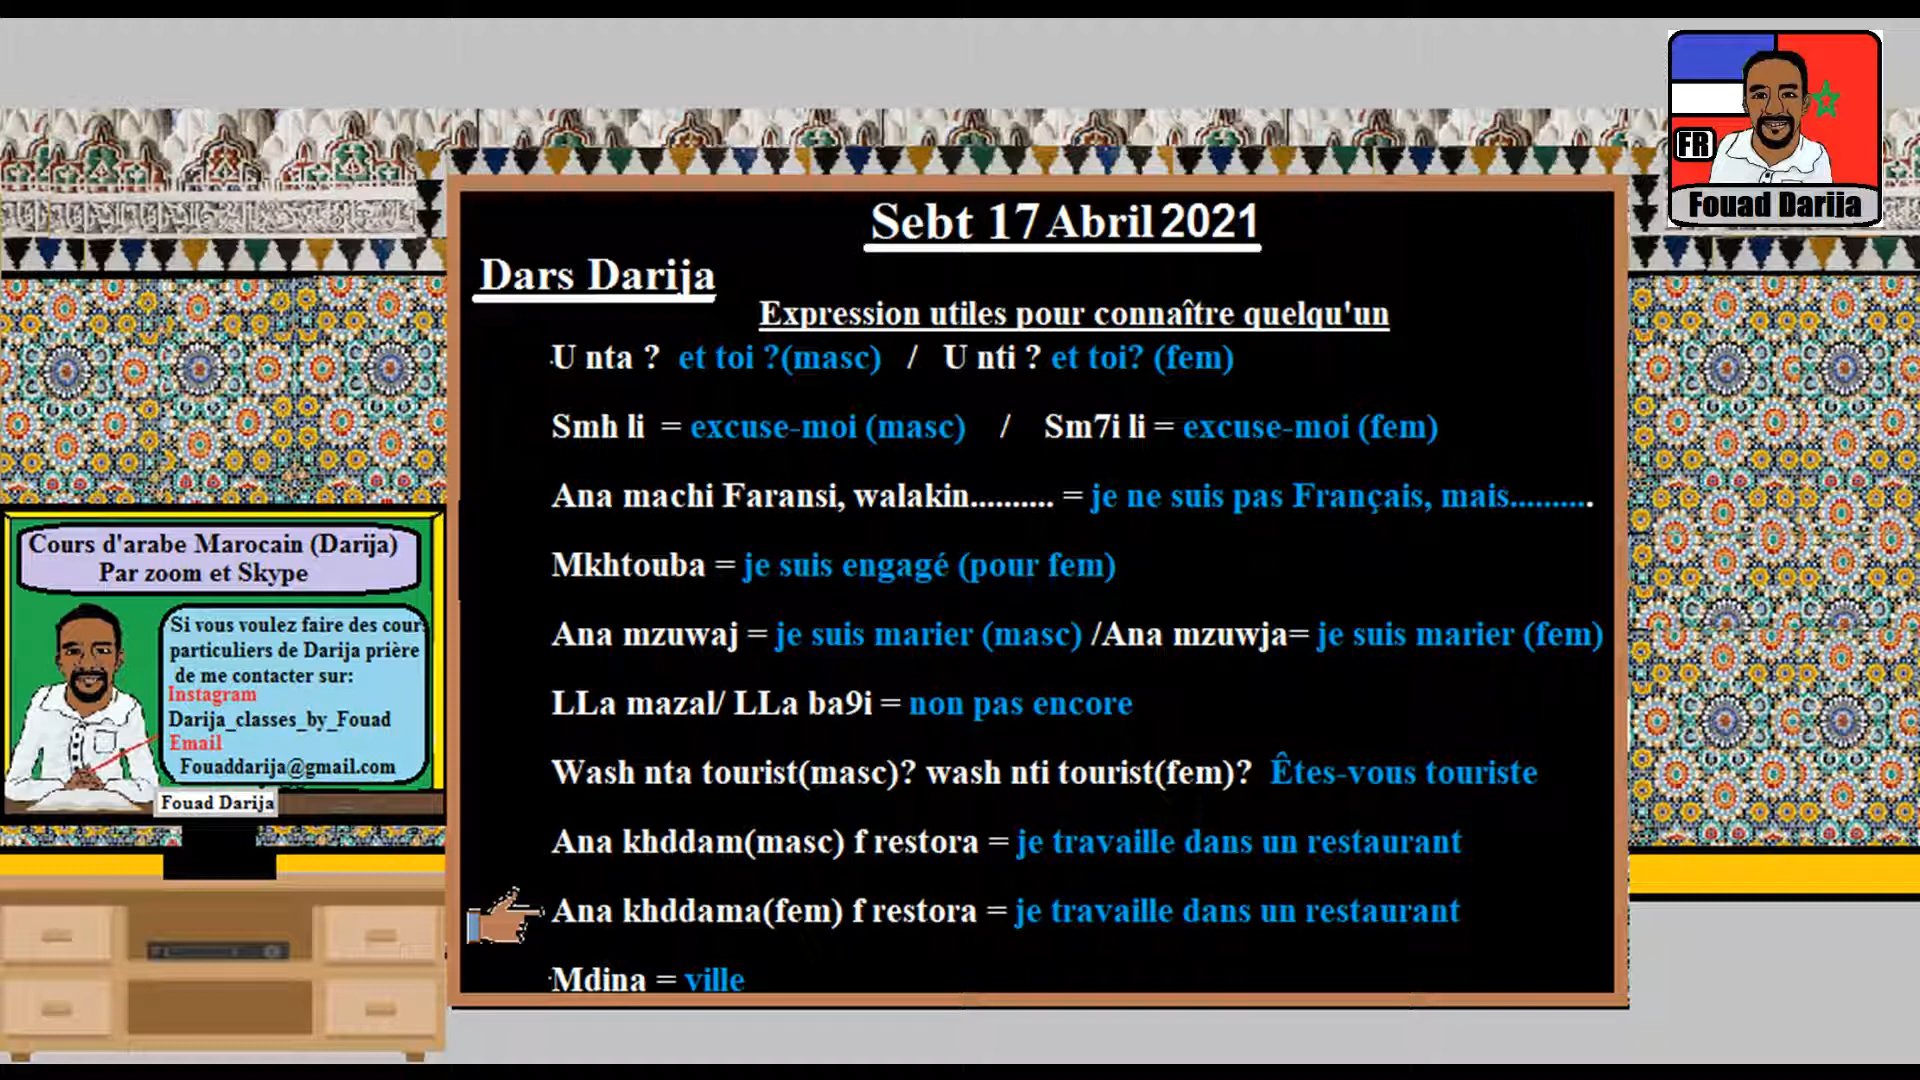 FR
Fouad Darija
Sebt 17 Abril 2021
Dars Darija
Expression utiles pour connaître quelqu'un
U nta ? et toi ?(masc) / U nti ? et toi? (fem)
Smh li = excuse-moi (masc) / Sm7i li = excuse-moi (fem)
Ana machi Faransi, walakin.......... = je ne suis pas Français, mais..........
Mkhtouba = je suis engagé (pour fem)
Ana mzuwaj = je suis marier (masc) /Ana mzuwja= je suis marier (fem)
LLa mazal/ LLa ba9i = non pas encore
Wash nta tourist(masc)? wash nti tourist(fem)? Êtes-vous touriste
Ana khddam(masc) f restora = je travaille dans un restaurant
Ana khddama(fem) f restora = je travaille dans un restaurant
Mdina = ville
Cours d'arabe Marocain (Darija)
Par zoom et Skype
Si vous voulez faire des cours
particuliers de Darija prière
de me contacter sur:
Instagram
Darija_classes_by_Fouad
Email
Fouaddarija@gmail.com
Fouad Darija